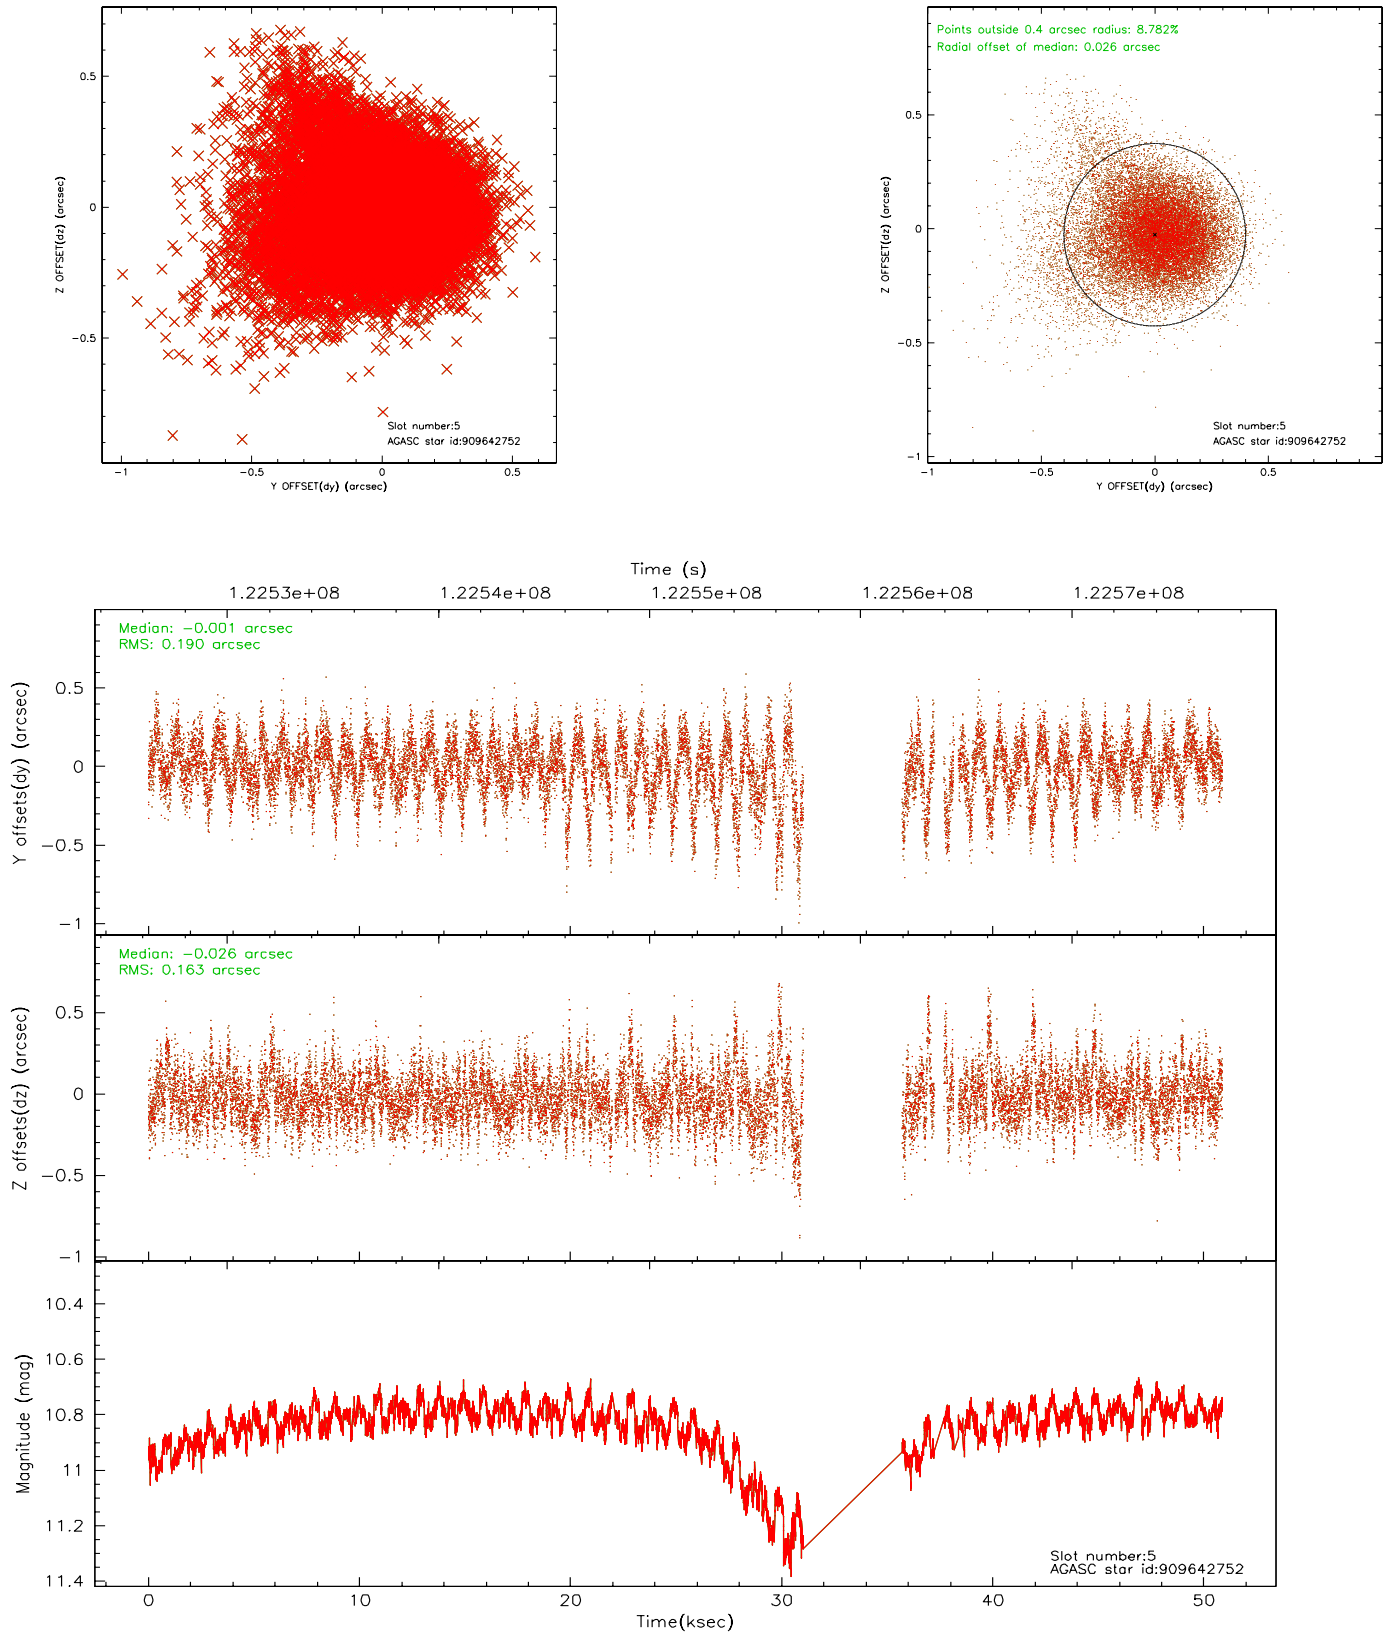 0.5
0
-0.5
-1
-0.5
0
0.5
Z OFFSET(dz) (arcsec)
Y OFFSET(dy) (arcsec)
Slot number:5
AGASC star id:909642752
Points outside 0.4 arcsec radius: 8.782%
Radial offset of median: 0.026 arcsec
0.5
0
-0.5
-1
-1
-0.5
0
0.5
Z OFFSET(dz) (arcsec)
Y OFFSET(dy) (arcsec)
Slot number:5
AGASC star id:909642752
Time (s)
1.2253e+08 1.2254e+08 1.2255e+08 1.2256e+08 1.2257e+08
Median: -0.001 arcsec
RMS: 0.190 arcsec
0.5
0
-0.5
-1
Y offsets(dy) (arcsec)
Median: -0.026 arcsec
RMS: 0.163 arcsec
0.5
0
-0.5
-1
Z offsets(dz) (arcsec)
10.4
10.6
10.8
11
11.2
11.4
Magnitude (mag)
Slot number:5
AGASC star id:909642752
0 10 20 30 40 50
Time(ksec)